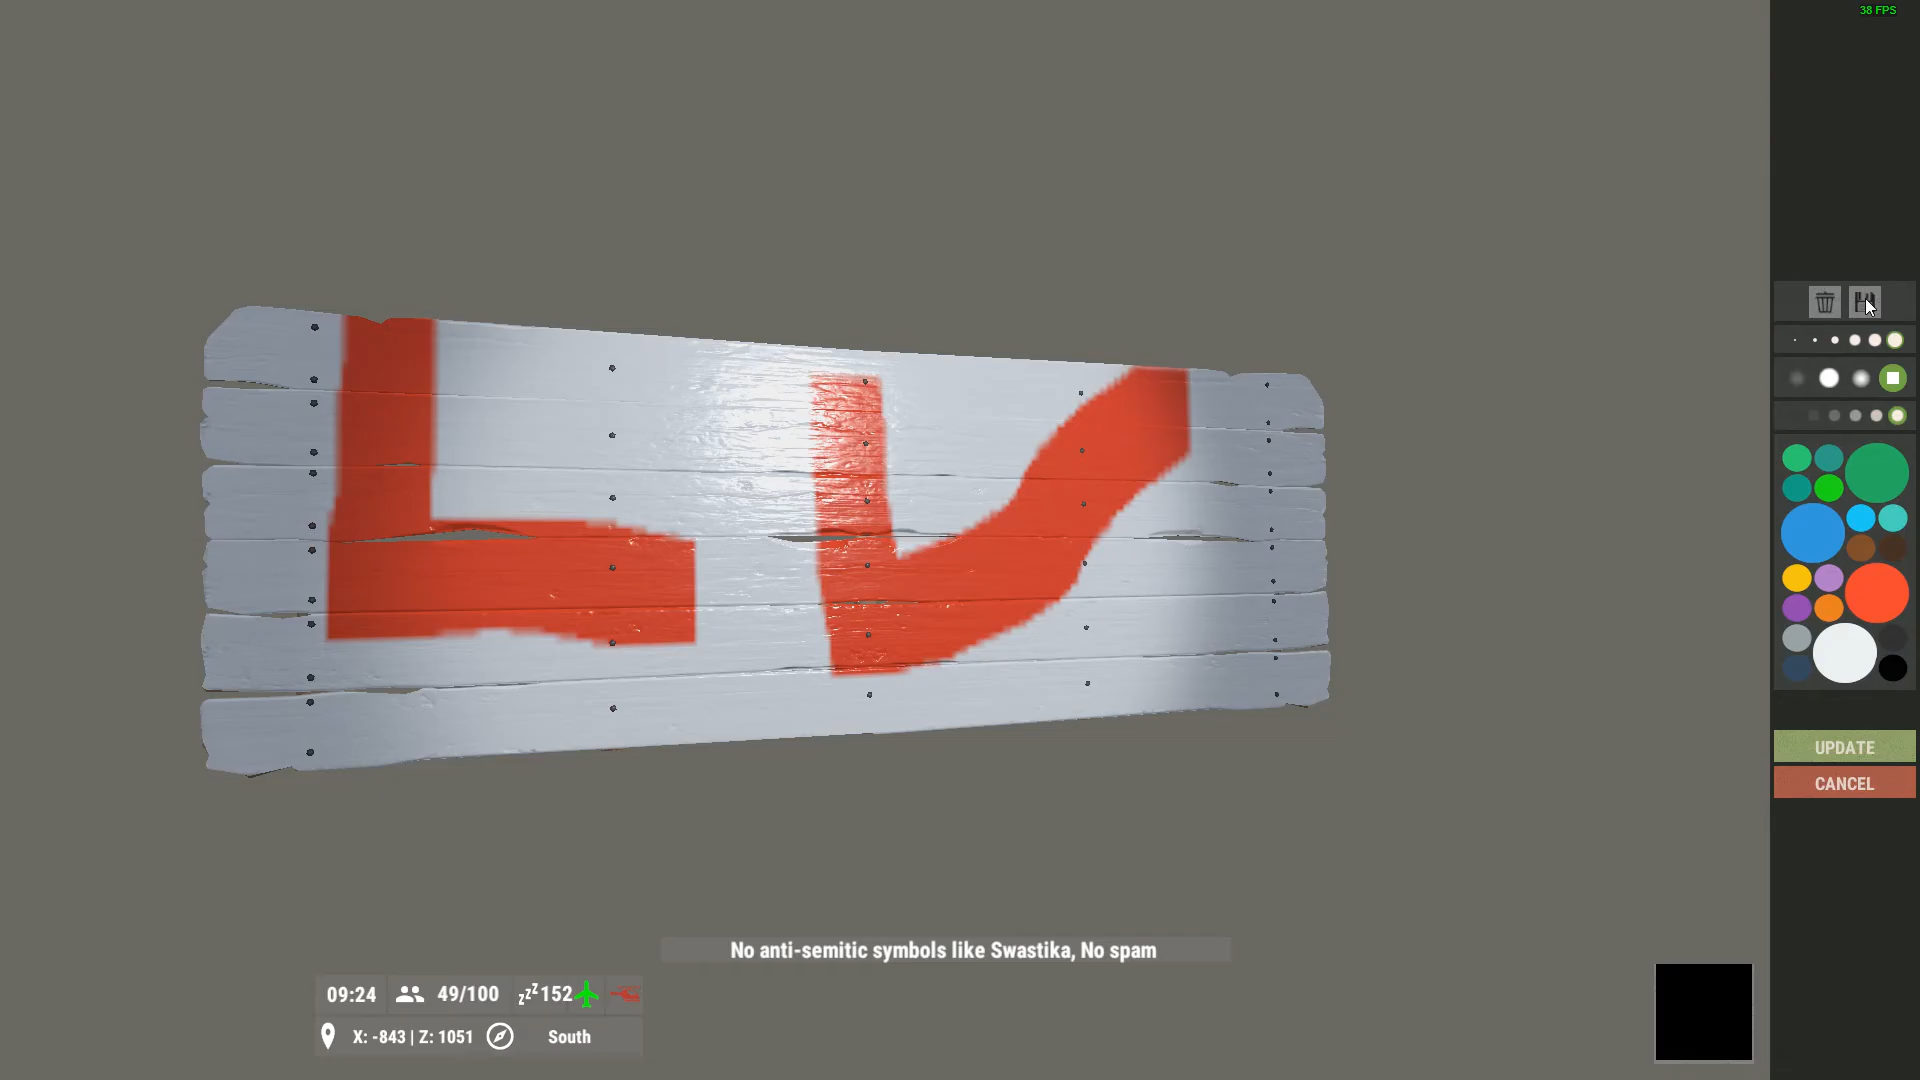 38 FPS
UPDATE
CANCEL
No anti-semitic symbols like Swastika, No spam
09:24 49/100 zzz152
X: -843 | Z: 1051 South